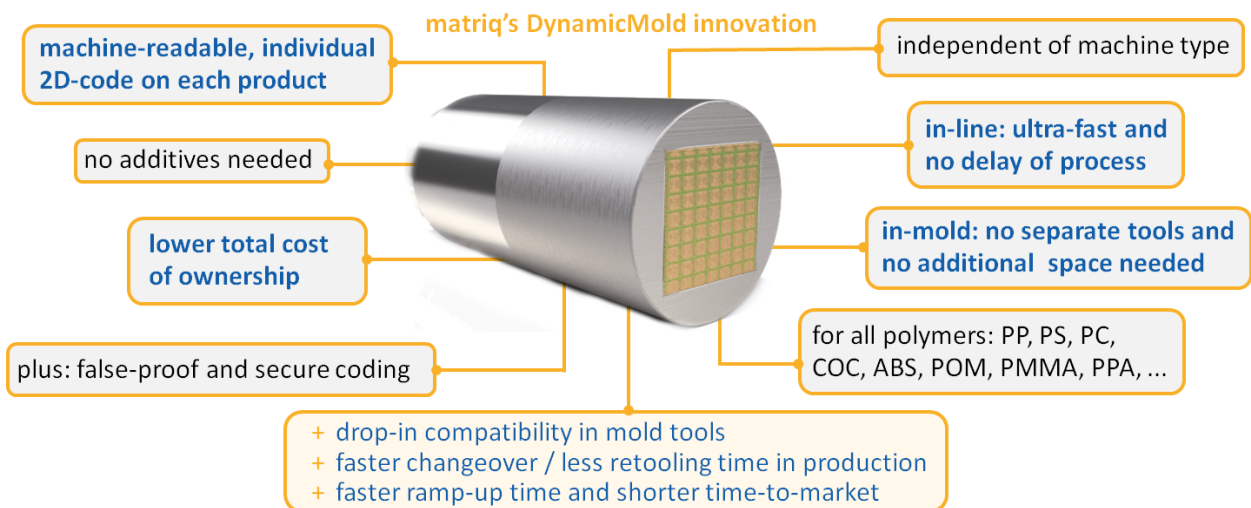 matriq’s DynamicMold innovation
machine-readable, individual
2D-code on each product
independent of machine type
no additives needed
in-line: ultra-fast and
no delay of process
lower total cost
of ownership
in-mold: no separate tools and
no additional space needed
plus: false-proof and secure coding
for all polymers: PP, PS, PC,
COC, ABS, POM, PMMA, PPA, ...
+ drop-in compatibility in mold tools
+ faster changeover / less retooling time in production
+ faster ramp-up time and shorter time-to-market